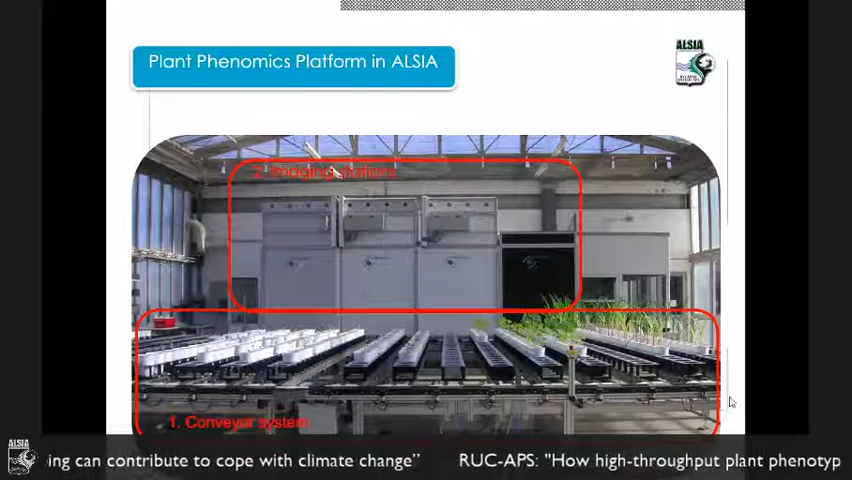 Plant Phenomics Platform in ALSIA
ALSIA
2. Imaging stations
1. Conveyor system
ALSIA
ing can contribute to cope with climate change” RUC-APS: "How high-throughput plant phenotyp